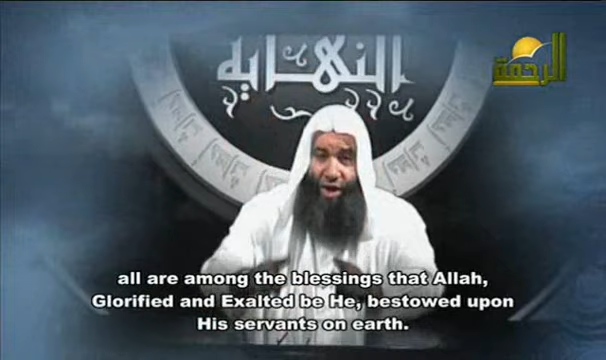 النهاية
الرحمة
all are among the blessings that Allah,
Glorified and Exalted be He, bestowed upon
His servants on earth.